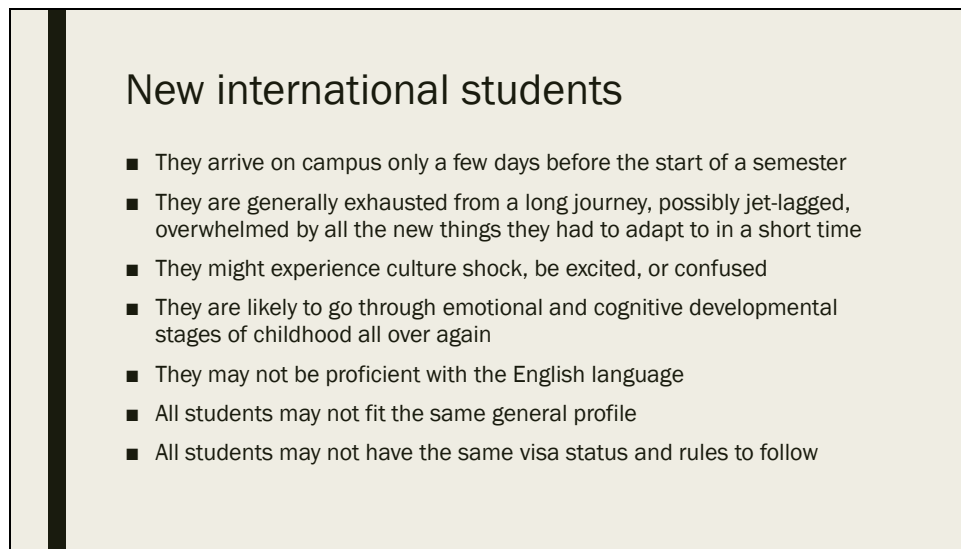 New international students
■ They arrive on campus only a few days before the start of a semester
■ They are generally exhausted from a long journey, possibly jet-lagged,
overwhelmed by all the new things they had to adapt to in a short time
■ They might experience culture shock, be excited, or confused
■ They are likely to go through emotional and cognitive developmental
stages of childhood all over again
■ They may not be proficient with the English language
■ All students may not fit the same general profile
■ All students may not have the same visa status and rules to follow